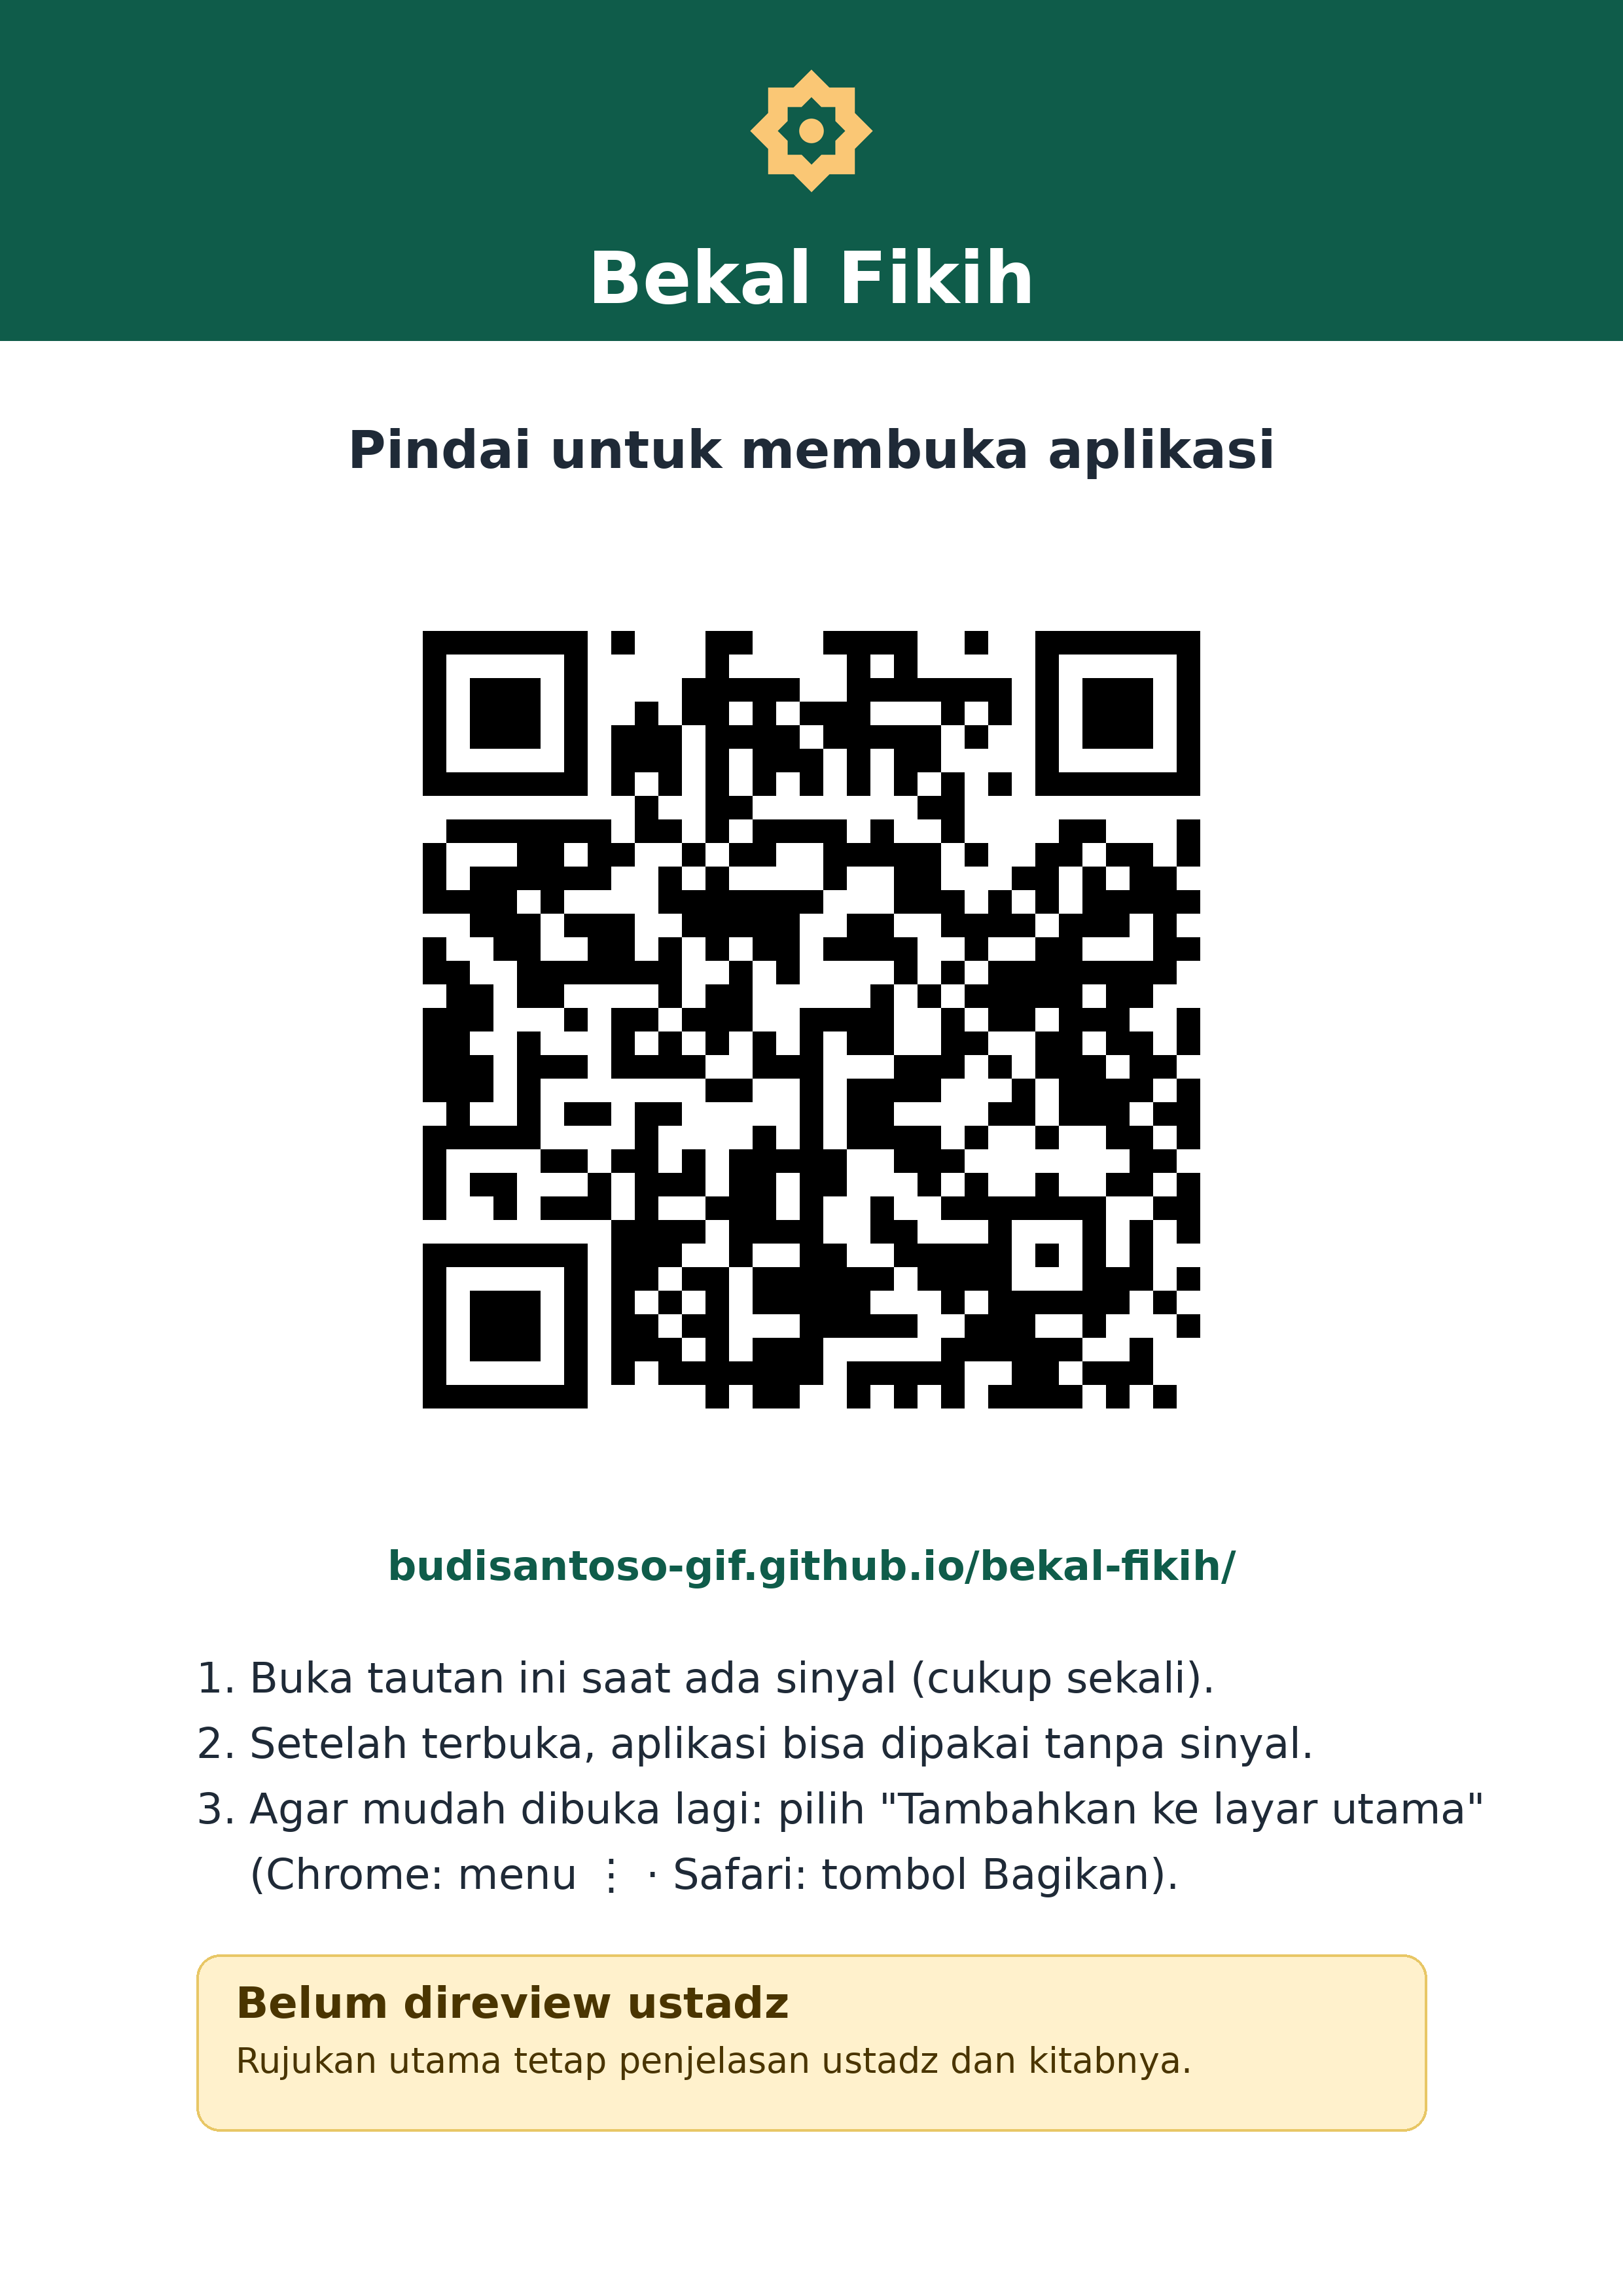 Bekal Fikih
Pindai untuk membuka aplikasi
budisantoso-gif.github.io/bekal-fikih/
1. Buka tautan ini saat ada sinyal (cukup sekali).
2. Setelah terbuka, aplikasi bisa dipakai tanpa sinyal.
3. Agar mudah dibuka lagi: pilih "Tambahkan ke layar utama"
(Chrome: menu ⋮ · Safari: tombol Bagikan).
Belum direview ustadz
Rujukan utama tetap penjelasan ustadz dan kitabnya.